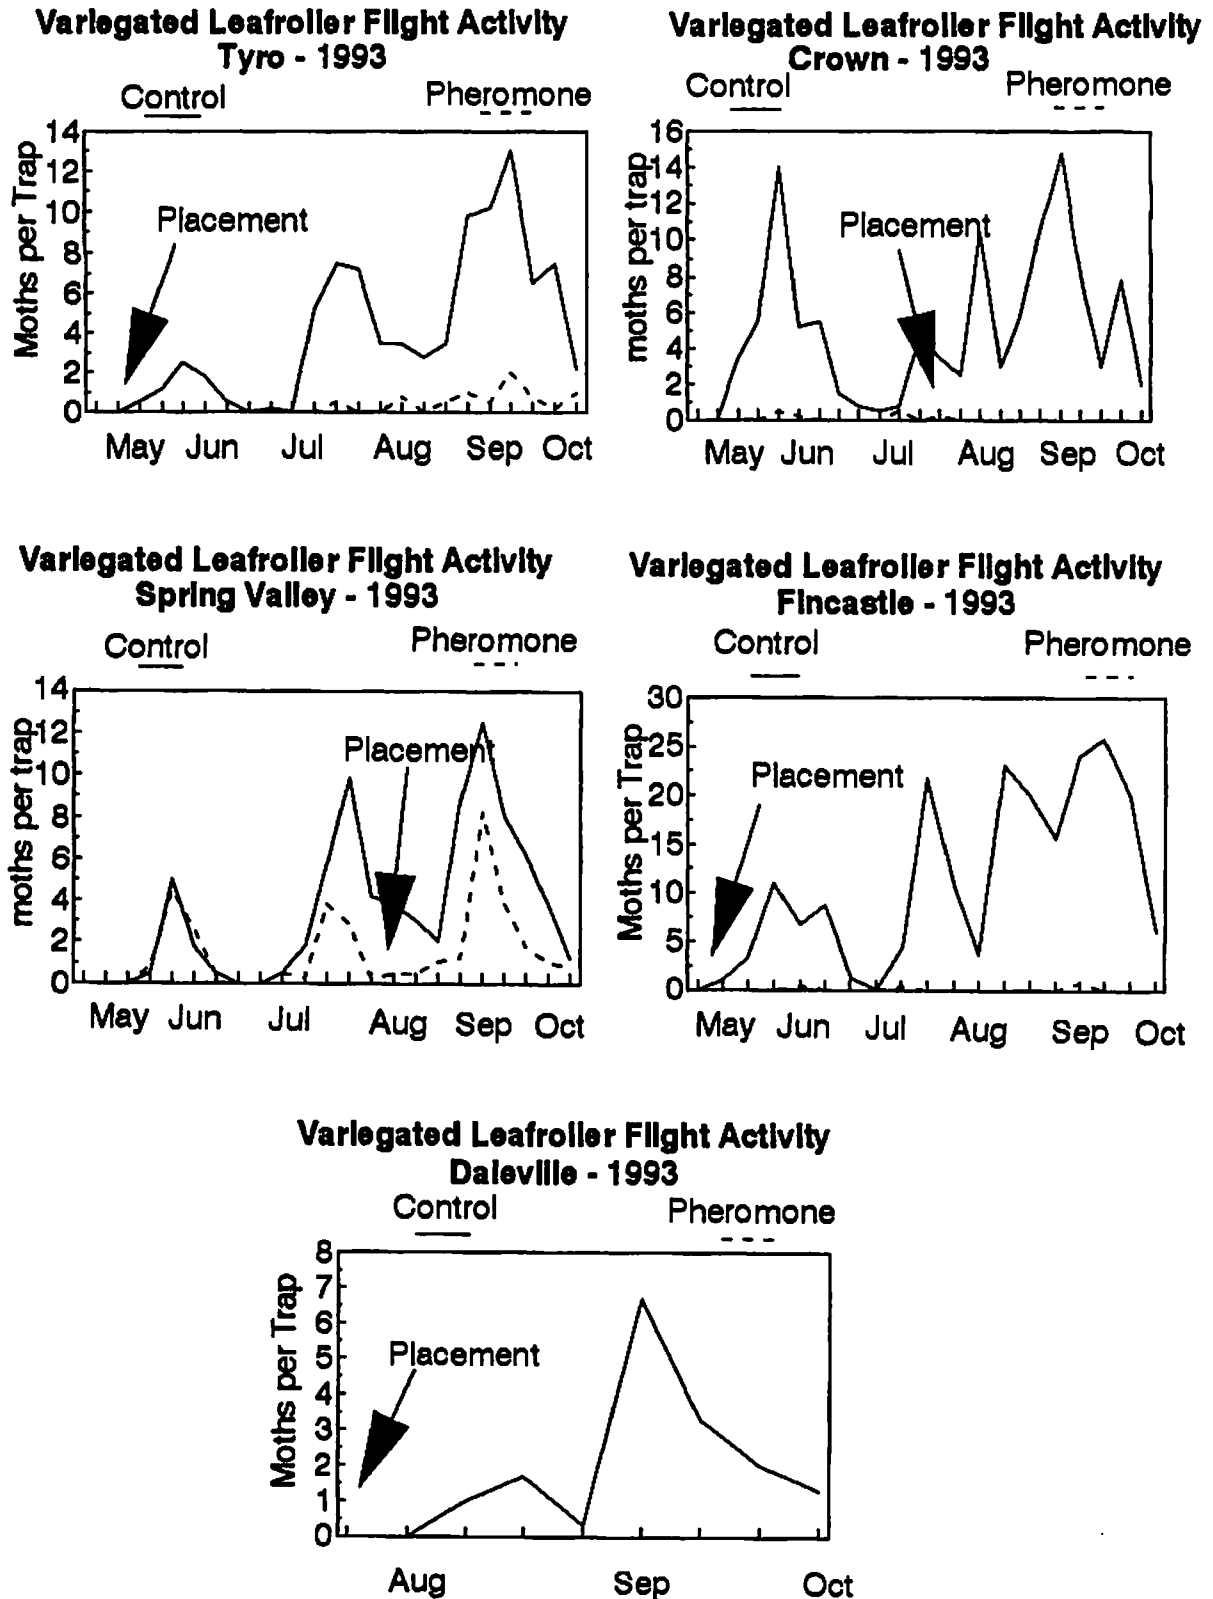 Variegated Leafroller Flight Activity
Tyro - 1993
Control Pheromone
14
12
10
8
6
4
2
0
Moths per Trap
Placement
May Jun Jul Aug Sep Oct
Variegated Leafroller Flight Activity
Crown - 1993
Control Pheromone
16
14
12
10
8
6
4
2
0
moths per trap
Placement
May Jun Jul Aug Sep Oct
Variegated Leafroller Flight Activity
Spring Valley - 1993
Control Pheromone
14
12
10
8
6
4
2
0
moths per trap
Placement
May Jun Jul Aug Sep Oct
Variegated Leafroller Flight Activity
Fincastle - 1993
Control Pheromone
30
25
20
15
10
5
0
Moths per Trap
Placement
May Jun Jul Aug Sep Oct
Variegated Leafroller Flight Activity
Daleville - 1993
Control Pheromone
8
7
6
5
4
3
2
1
0
Moths per Trap
Placement
Aug Sep Oct